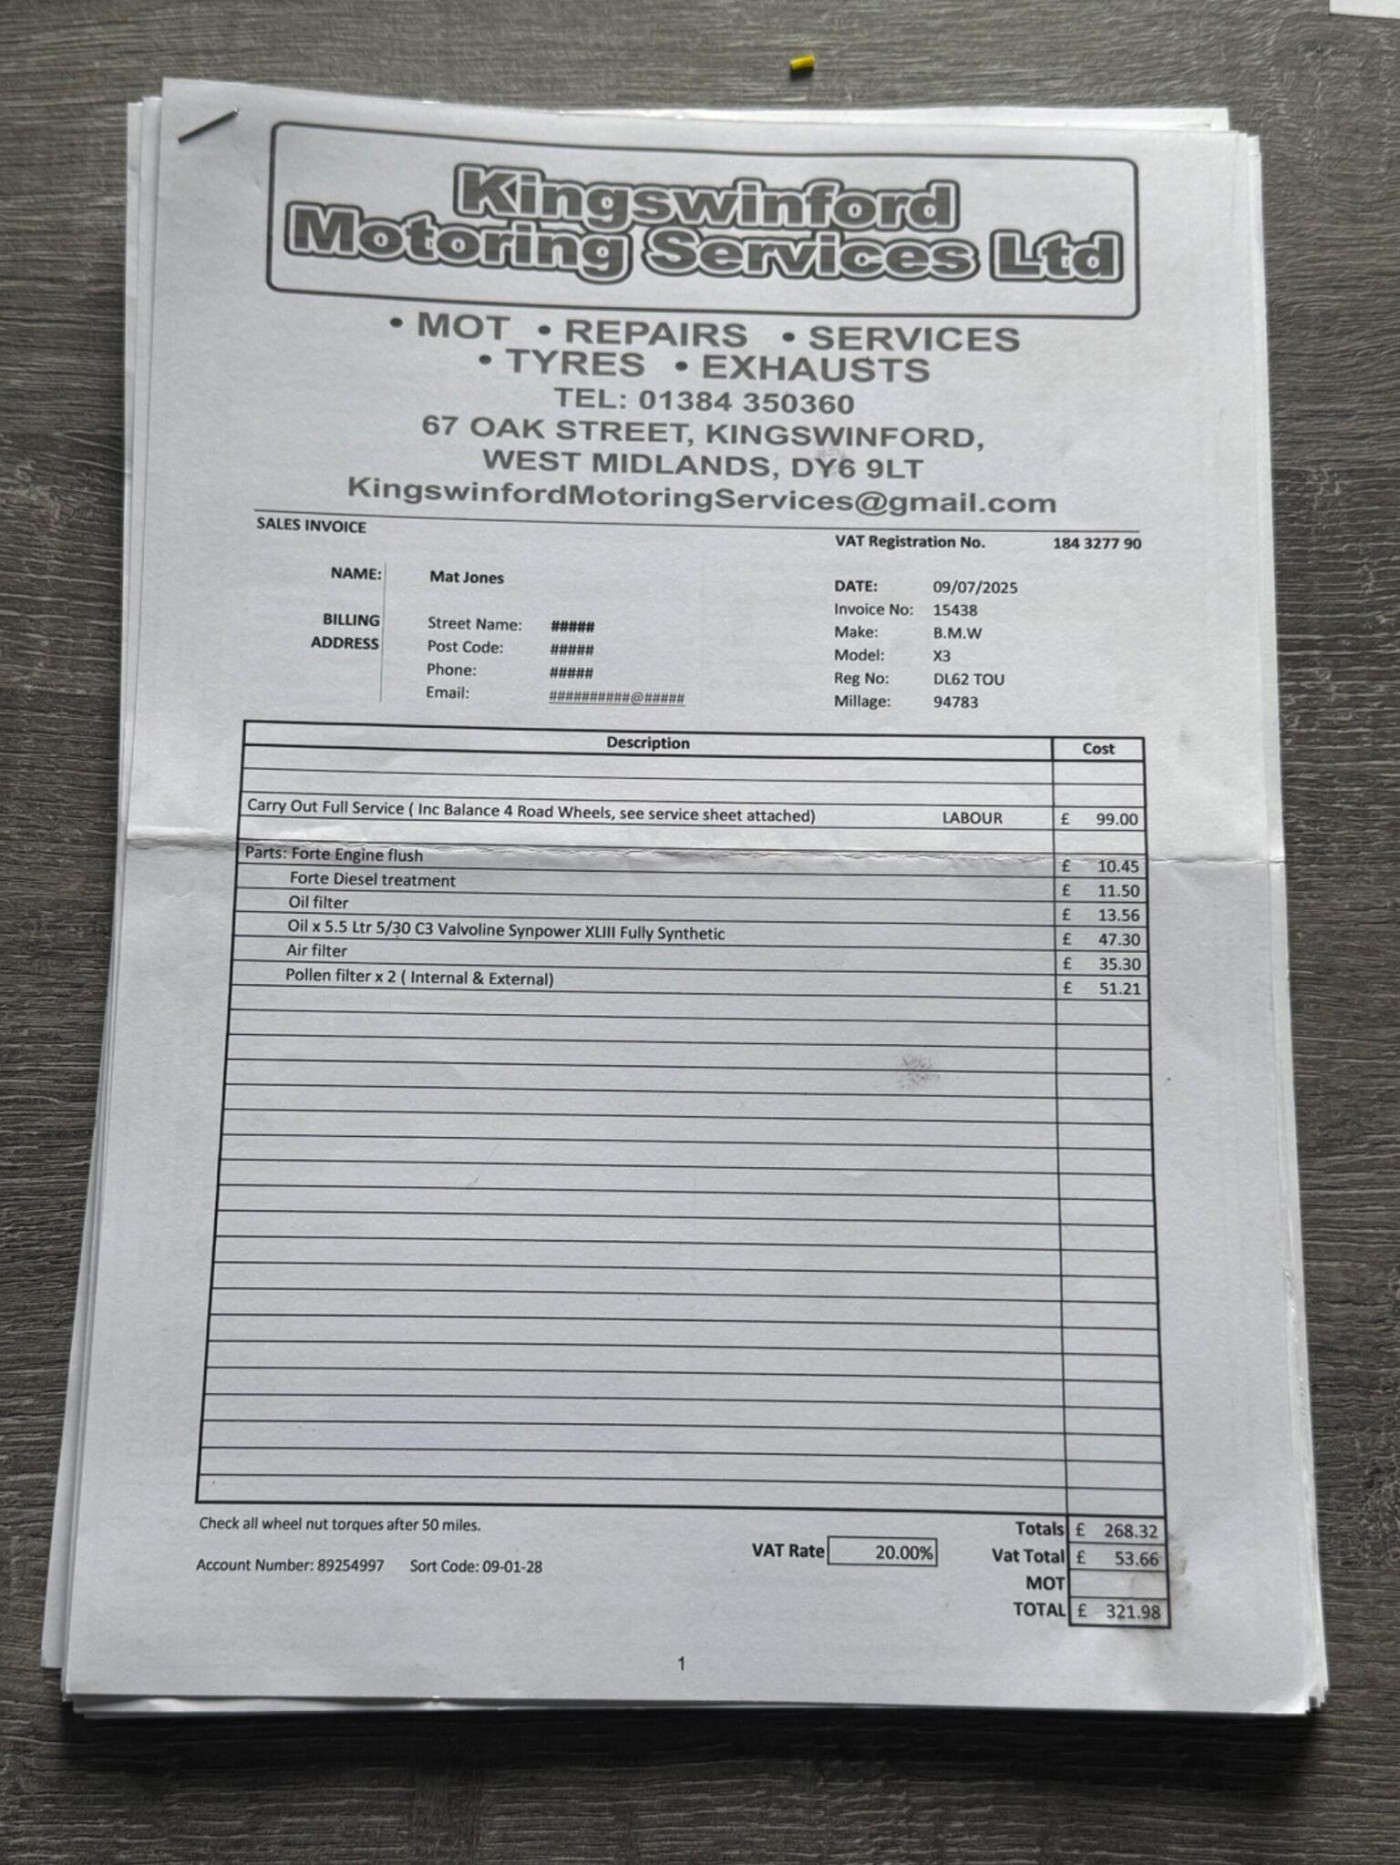 Kingswinford
Motoring Services Ltd
• MOT • REPAIRS • SERVICES
• TYRES • EXHAUSTS
TEL: 01384 350360
67 OAK STREET, KINGSWINFORD,
WEST MIDLANDS, DY6 9LT
KingswinfordMotoringServices@gmail.com
SALES INVOICE
VAT Registration No. 184 3277 90
NAME: Mat Jones
DATE: 09/07/2025
Invoice No: 15438
BILLING Street Name: #####
Make: B.M.W
ADDRESS Post Code: #####
Model: X3
Phone: #####
Reg No: DL62 TOU
Email: ##########@#####
Millage: 94783
Description Cost
Carry Out Full Service ( Inc Balance 4 Road Wheels, see service sheet attached) LABOUR £ 99.00
Parts: Forte Engine flush £ 10.45
Forte Diesel treatment £ 11.50
Oil filter £ 13.56
Oil x 5.5 Ltr 5/30 C3 Valvoline Synpower XLIII Fully Synthetic £ 47.30
Air filter £ 35.30
Pollen filter x 2 ( Internal & External) £ 51.21
Check all wheel nut torques after 50 miles.
Totals £ 268.32
VAT Rate 20.00% Vat Total £ 53.66
Account Number: 89254997 Sort Code: 09-01-28
MOT
TOTAL £ 321.98
1